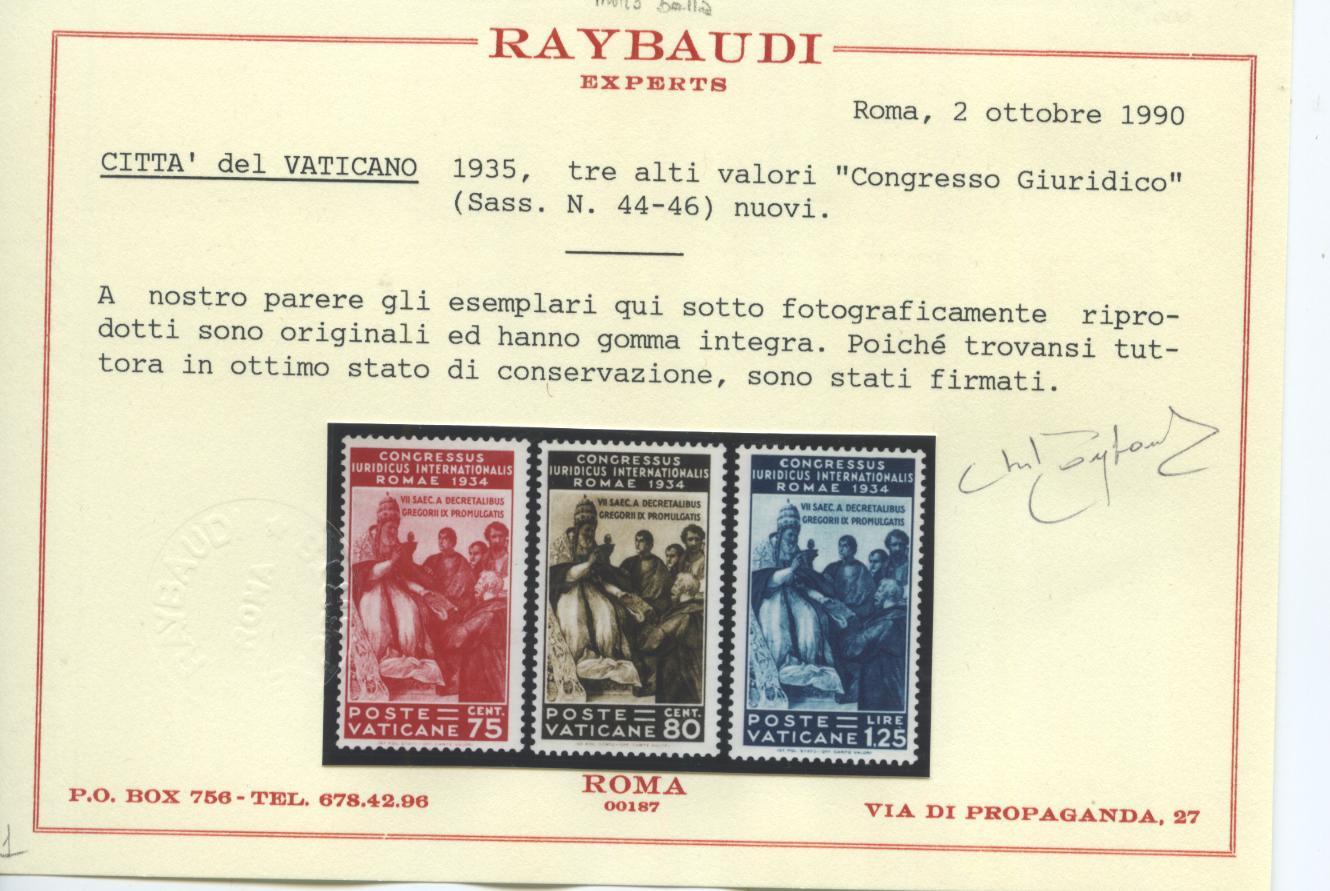 RAYBAUDI
EXPERTS
Roma, 2 ottobre 1990
CITTA' del VATICANO 1935, tre alti valori "Congresso Giuridico"
(Sass. N. 44-46) nuovi.
A nostro parere gli esemplari qui sotto fotograficamente ripro-
dotti sono originali ed hanno gomma integra. Poiché trovansi tut-
tora in ottimo stato di conservazione, sono stati firmati.
CONGRESSUS
IURIDICUS INTERNATIONALIS
ROMAE 1934
VII SAEC. A DECRETALIBUS
GREGORII IX PROMULGATIS
POSTE CENT.
VATICANE 75
CONGRESSUS
IURIDICUS INTERNATIONALIS
ROMAE 1934
VII SAEC. A DECRETALIBUS
GREGORII IX PROMULGATIS
POSTE CENT.
VATICANE 80
CONGRESSUS
IURIDICUS INTERNATIONALIS
ROMAE 1934
VII SAEC. A DECRETALIBUS
GREGORII IX PROMULGATIS
POSTE LIRE
VATICANE 1.25
RAYBAUD
ROMA
P.O. BOX 756 - TEL. 678.42.96
ROMA
00187
VIA DI PROPAGANDA, 27
1